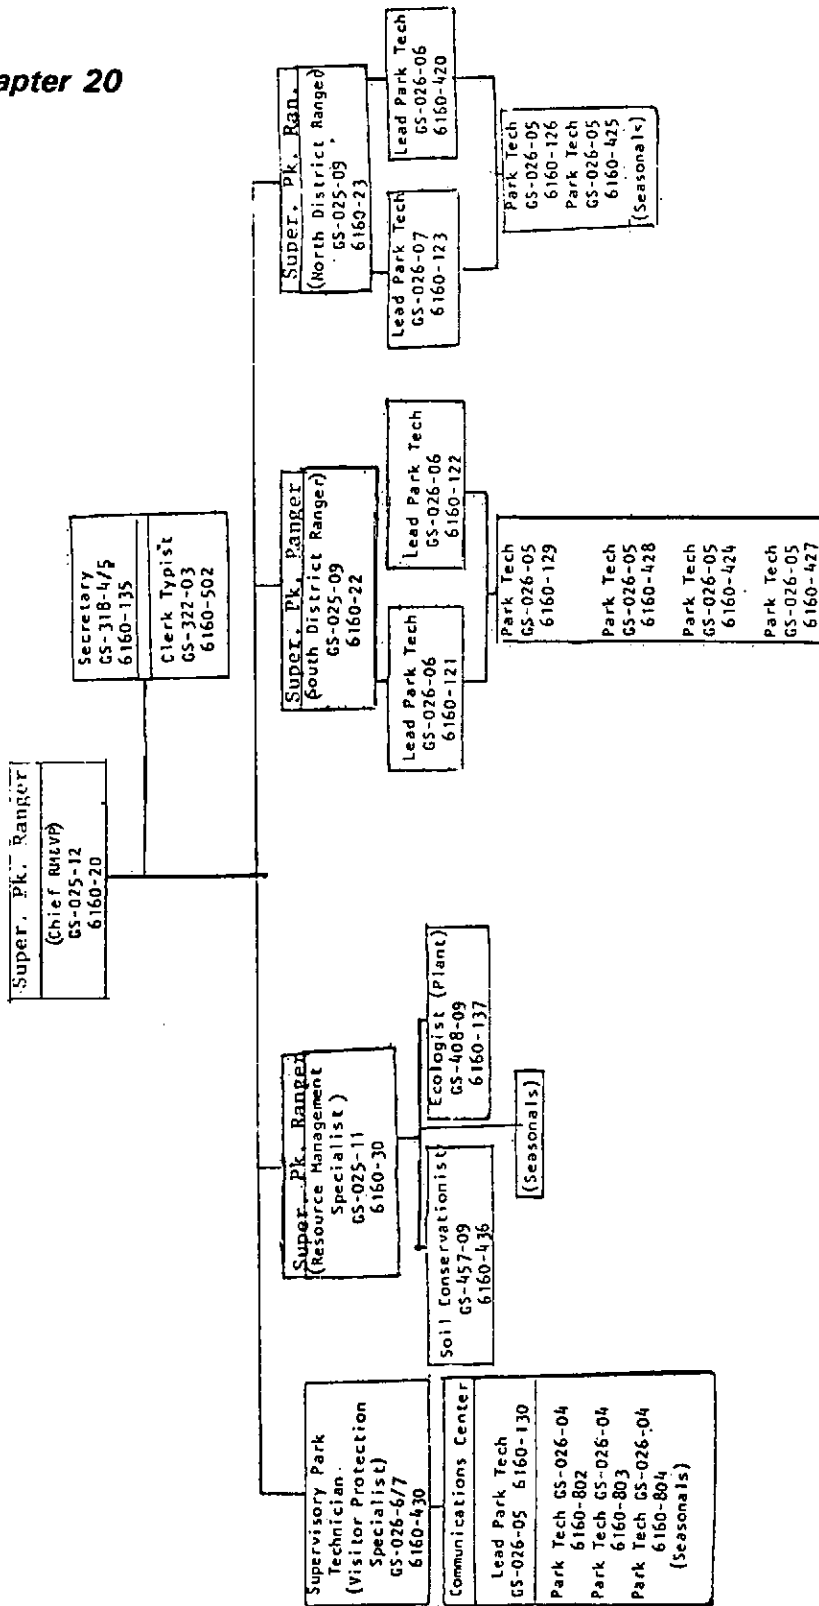 apter 20
Super. Pk. Ranger
(Chief RM&VP)
GS-025-12
6160-20
Secretary
GS-318-4/5
6160-135
Clerk Typist
GS-322-03
6160-502
Supervisory Park
Technician
(Visitor Protection
Specialist)
GS-026-6/7
6160-430
Communications Center
Lead Park Tech
GS-026-05 6160-130
Park Tech GS-026-04
6160-802
Park Tech GS-026-04
6160-803
Park Tech GS-026-04
6160-804
(Seasonals)
Super. Pk. Ranger
(Resource Management
Specialist)
GS-025-11
6160-30
Soil Conservationist
GS-457-09
6160-436
Ecologist (Plant)
GS-408-09
6160-137
(Seasonals)
Super. Pk. Ranger
(South District Ranger)
GS-025-09
6160-22
Lead Park Tech
GS-026-06
6160-121
Lead Park Tech
GS-026-06
6160-122
Park Tech
GS-026-05
6160-129
Park Tech
GS-026-05
6160-428
Park Tech
GS-026-05
6160-424
Park Tech
GS-026-05
6160-427
Super. Pk. Ran.
(North District Ranger)
GS-025-09
6160-23
Lead Park Tech
GS-026-07
6160-123
Lead Park Tech
GS-026-06
6160-420
Park Tech
GS-026-05
6160-126
Park Tech
GS-026-05
6160-425
(Seasonals)